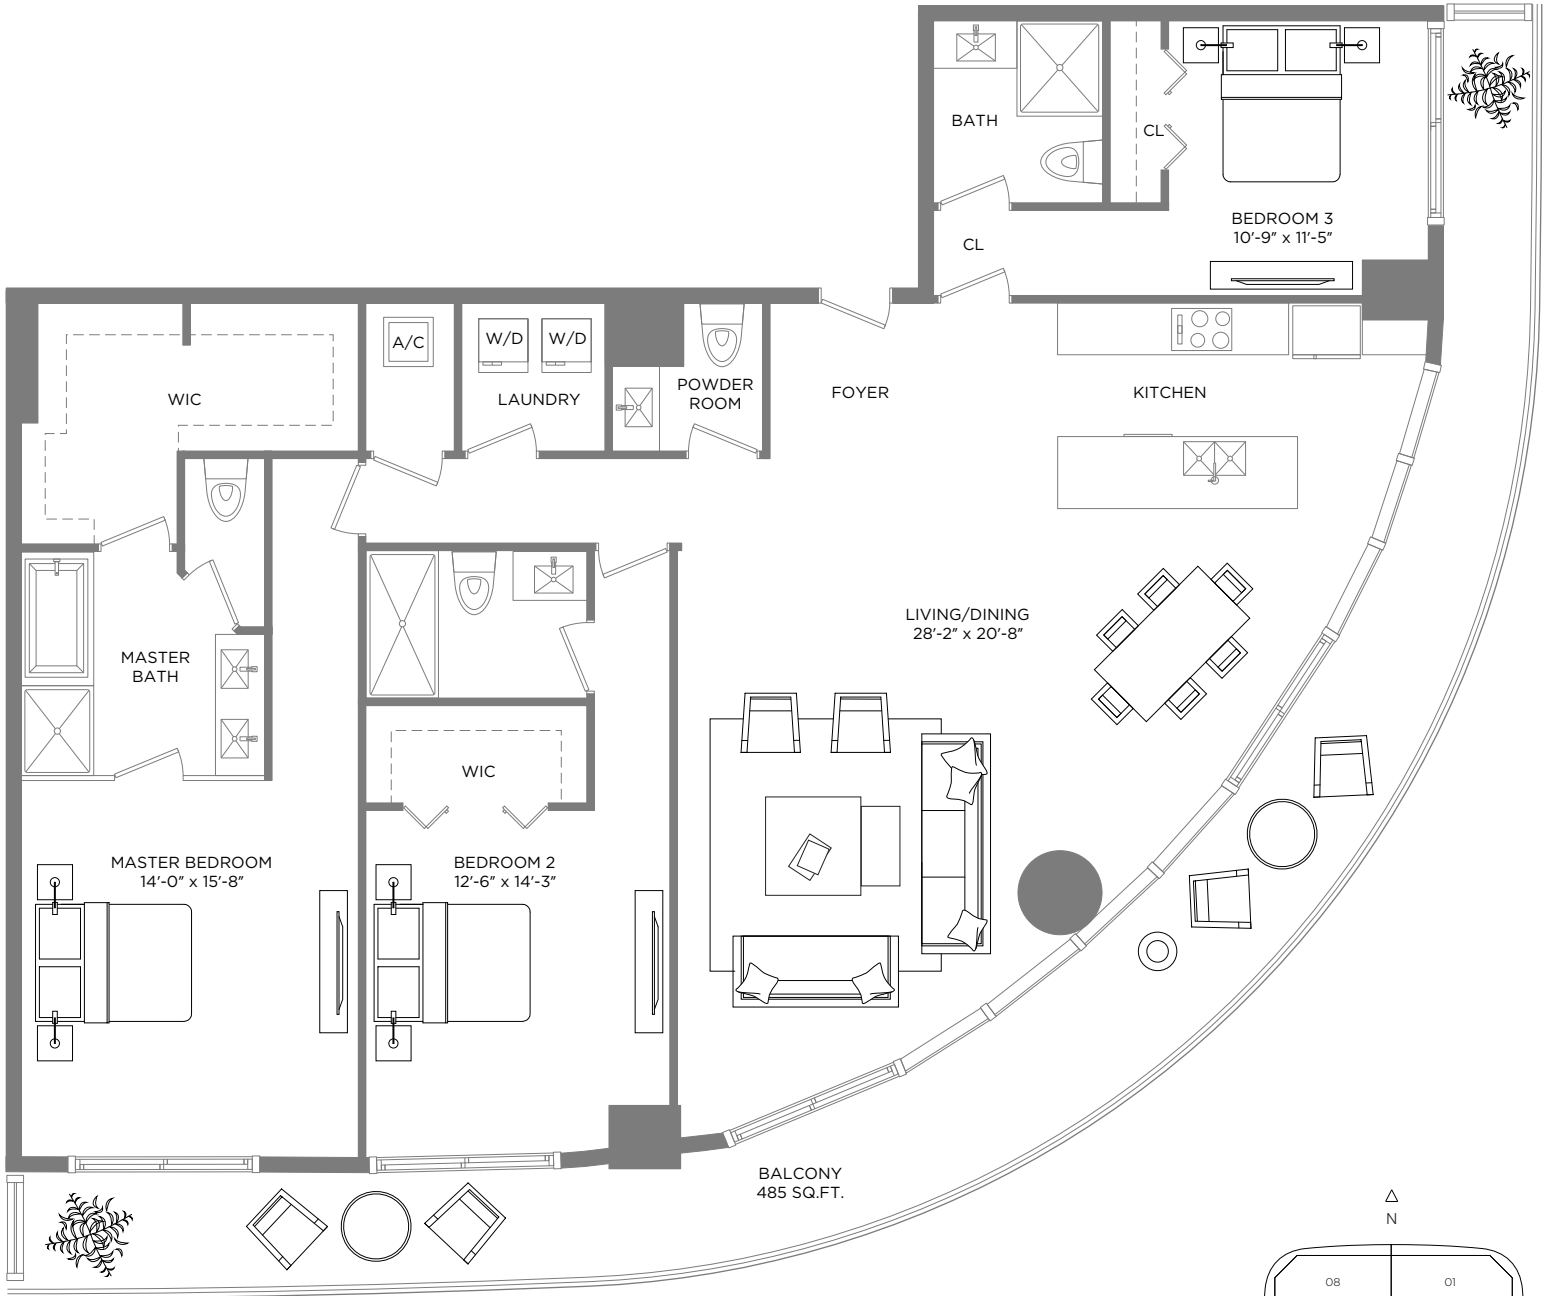 BATH
CL
CL
BEDROOM 3
10'-9" x 11'-5"
A/C
W/D
W/D
WIC
LAUNDRY
POWDER
ROOM
FOYER
KITCHEN
LIVING/DINING
28'-2" x 20'-8"
MASTER
BATH
WIC
MASTER BEDROOM
14'-0" x 15'-8"
BEDROOM 2
12'-6" x 14'-3"
BALCONY
485 SQ.FT.
N
08
01